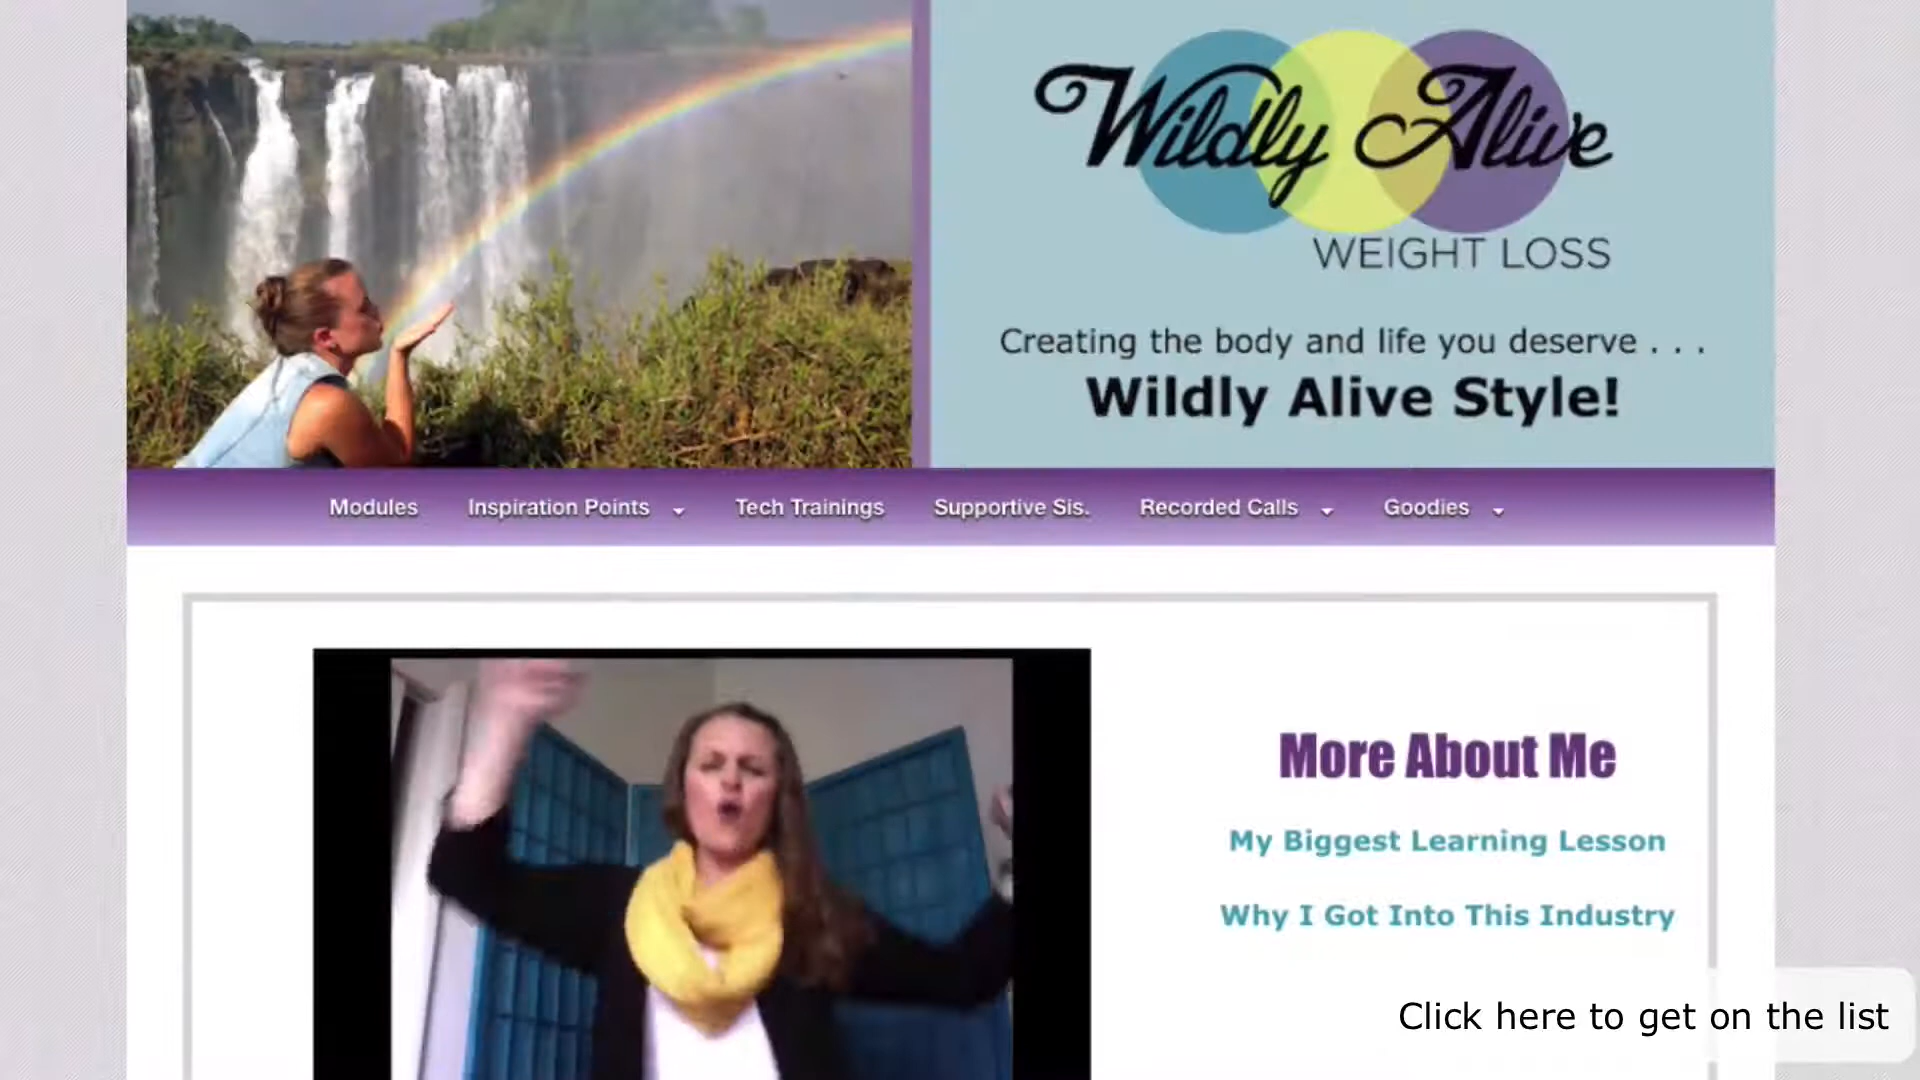 Wildly Alive
WEIGHT LOSS
Creating the body and life you deserve . . .
Wildly Alive Style!
Modules Inspiration Points Tech Trainings Supportive Sis. Recorded Calls Goodies
More About Me
My Biggest Learning Lesson
Why I Got Into This Industry
Click here to get on the list